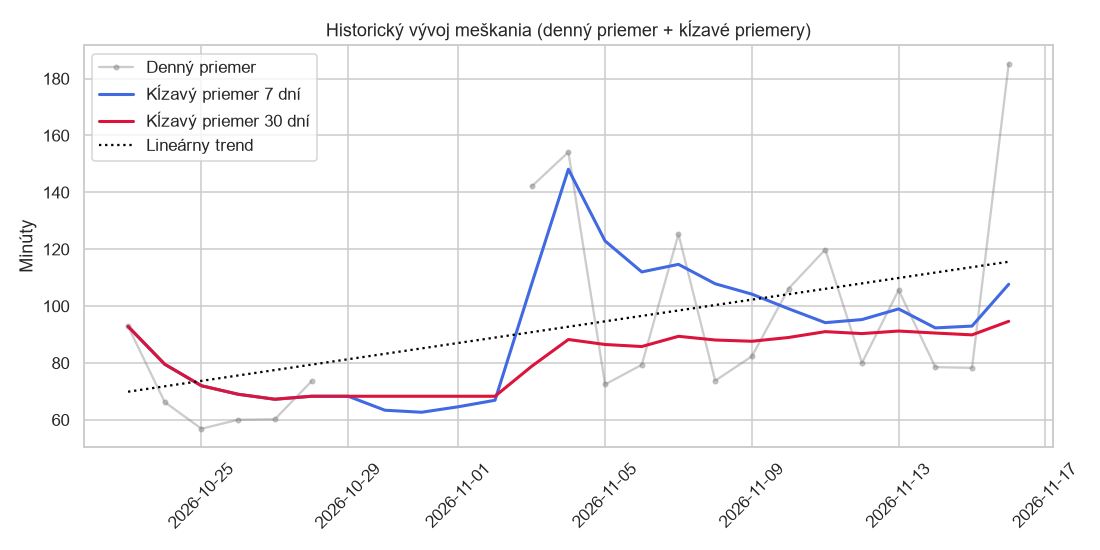 Historický vývoj meškania (denný priemer + kĺzavé priemery)
Denný priemer
Kĺzavý priemer 7 dní
Kĺzavý priemer 30 dní
Lineárny trend
Minúty
180
160
140
120
100
80
60
2026-10-25
2026-10-29
2026-11-01
2026-11-05
2026-11-09
2026-11-13
2026-11-17